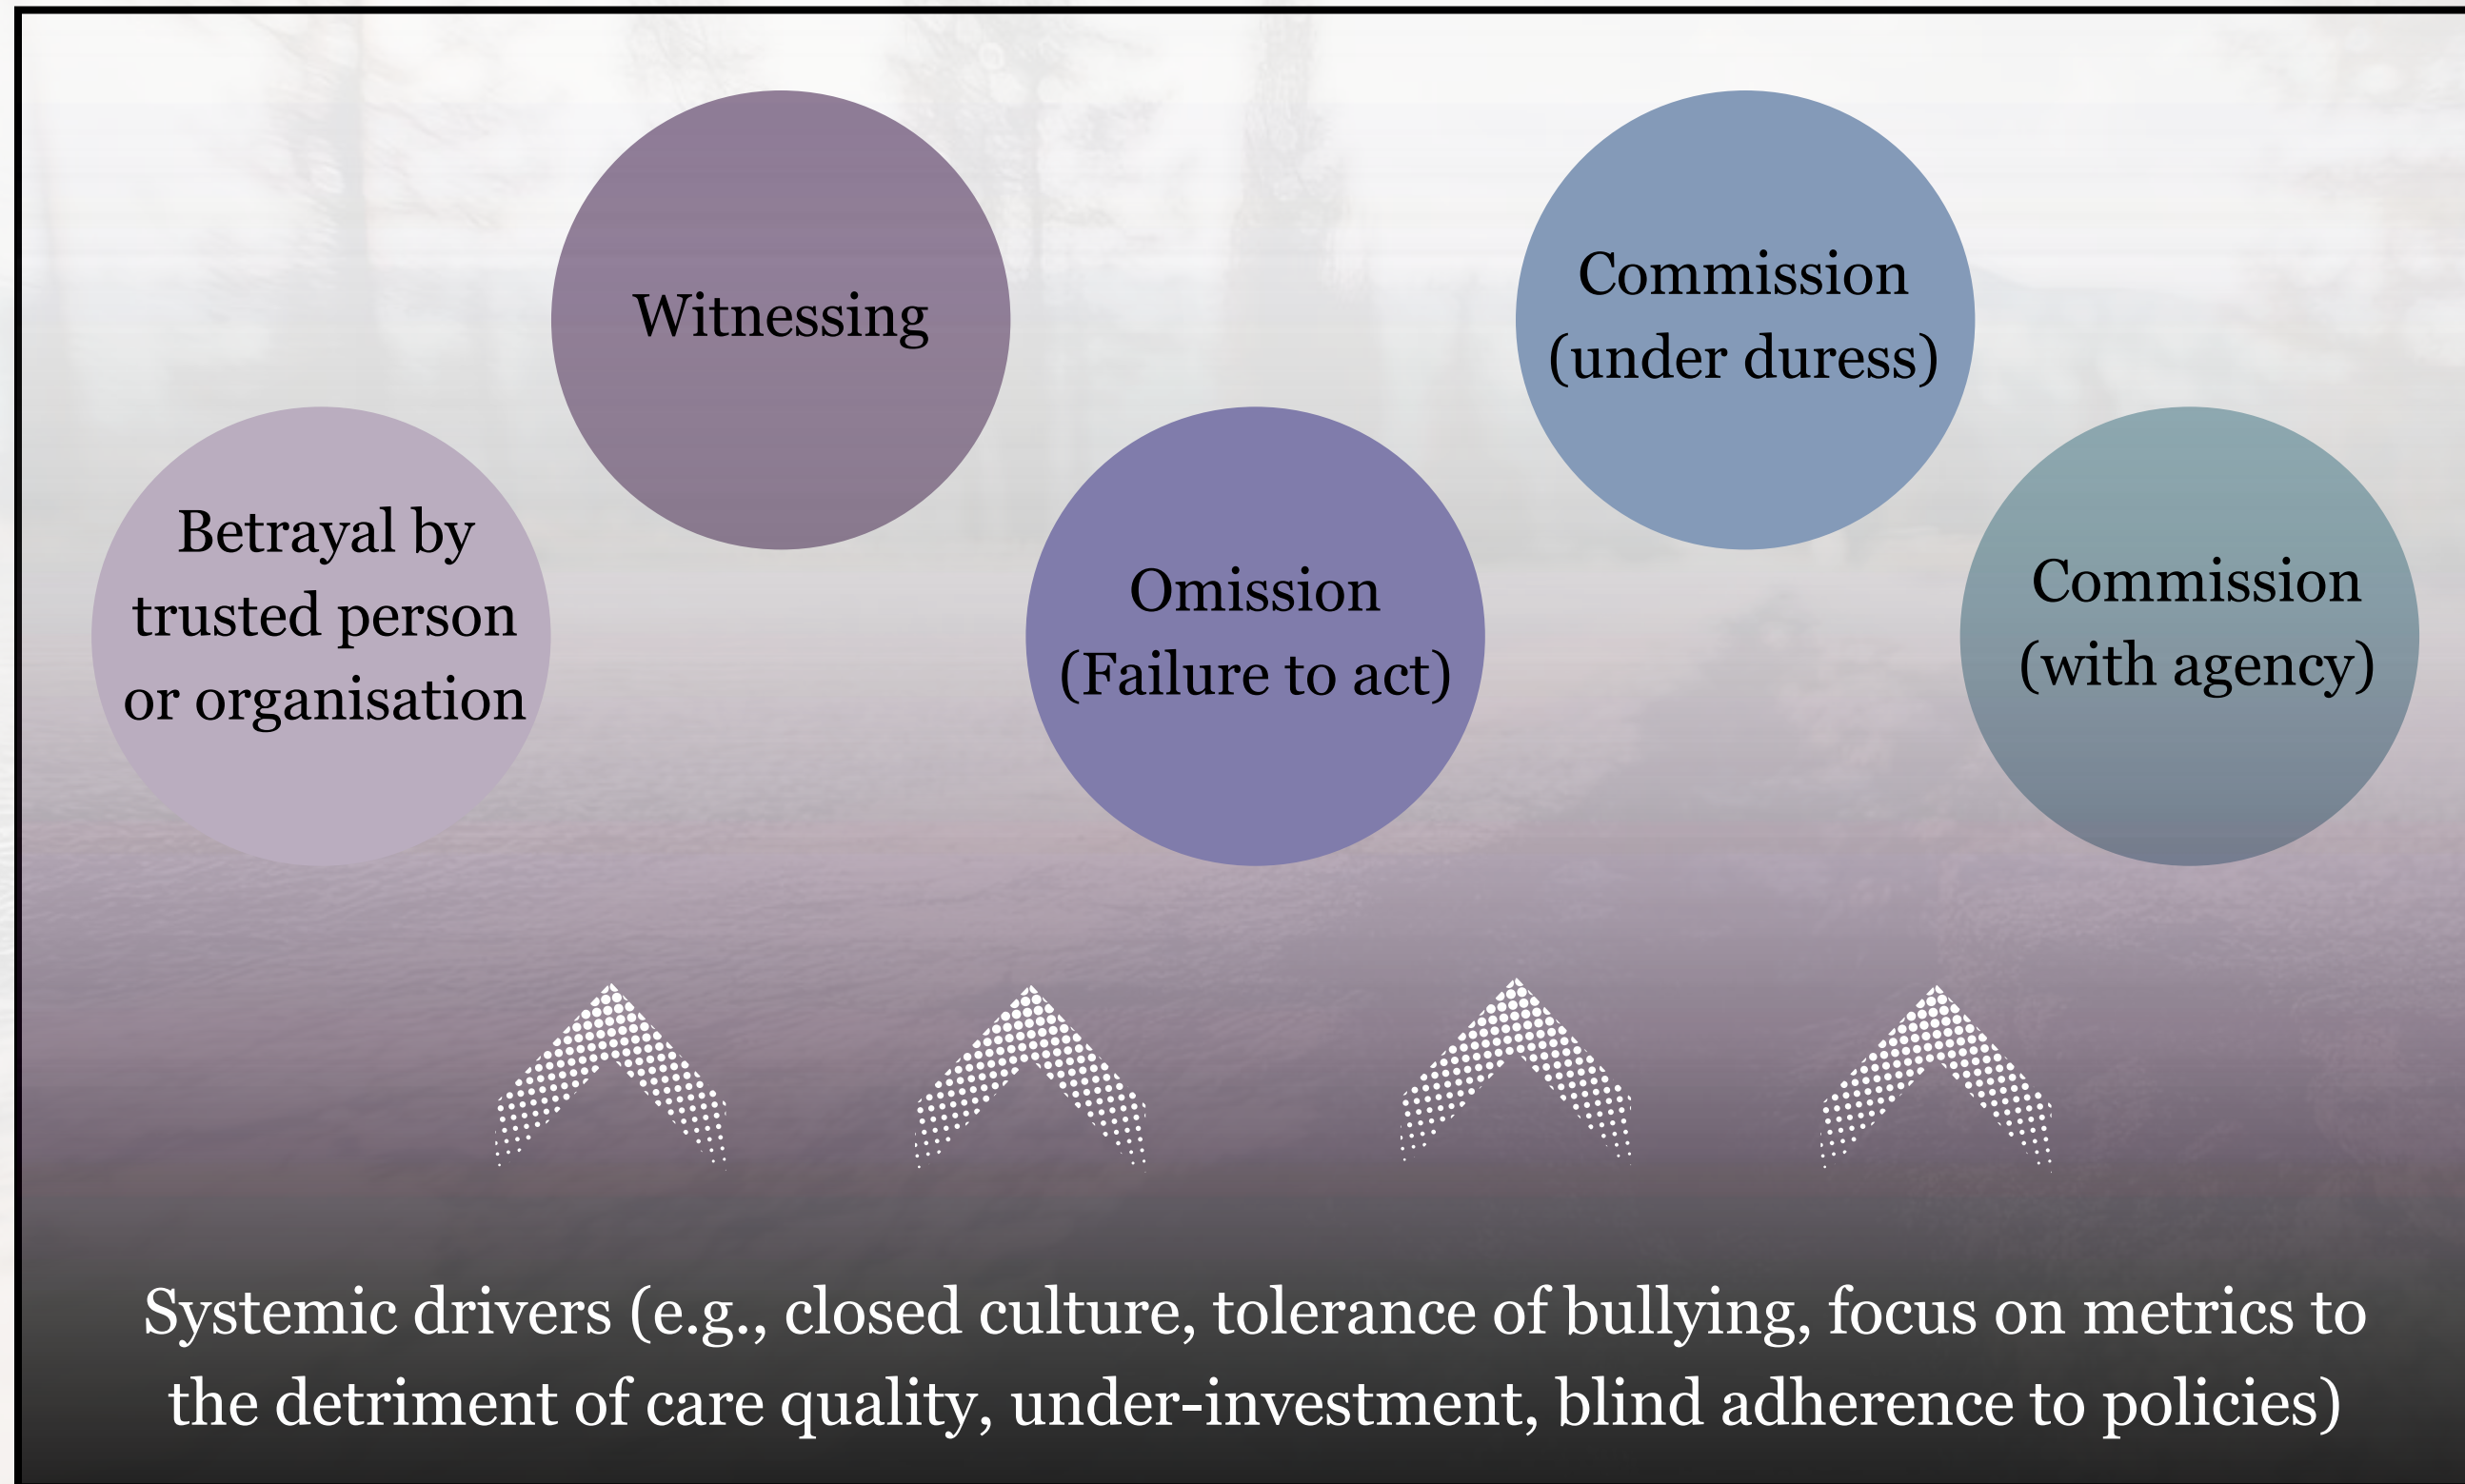 Witnessing
Commission
(under duress)
Betrayal by
trusted person
or organisation
Omission
(Failure to act)
Commission
(with agency)
Systemic drivers (e.g., closed culture, tolerance of bullying, focus on metrics to
the detriment of care quality, under-investment, blind adherence to policies)